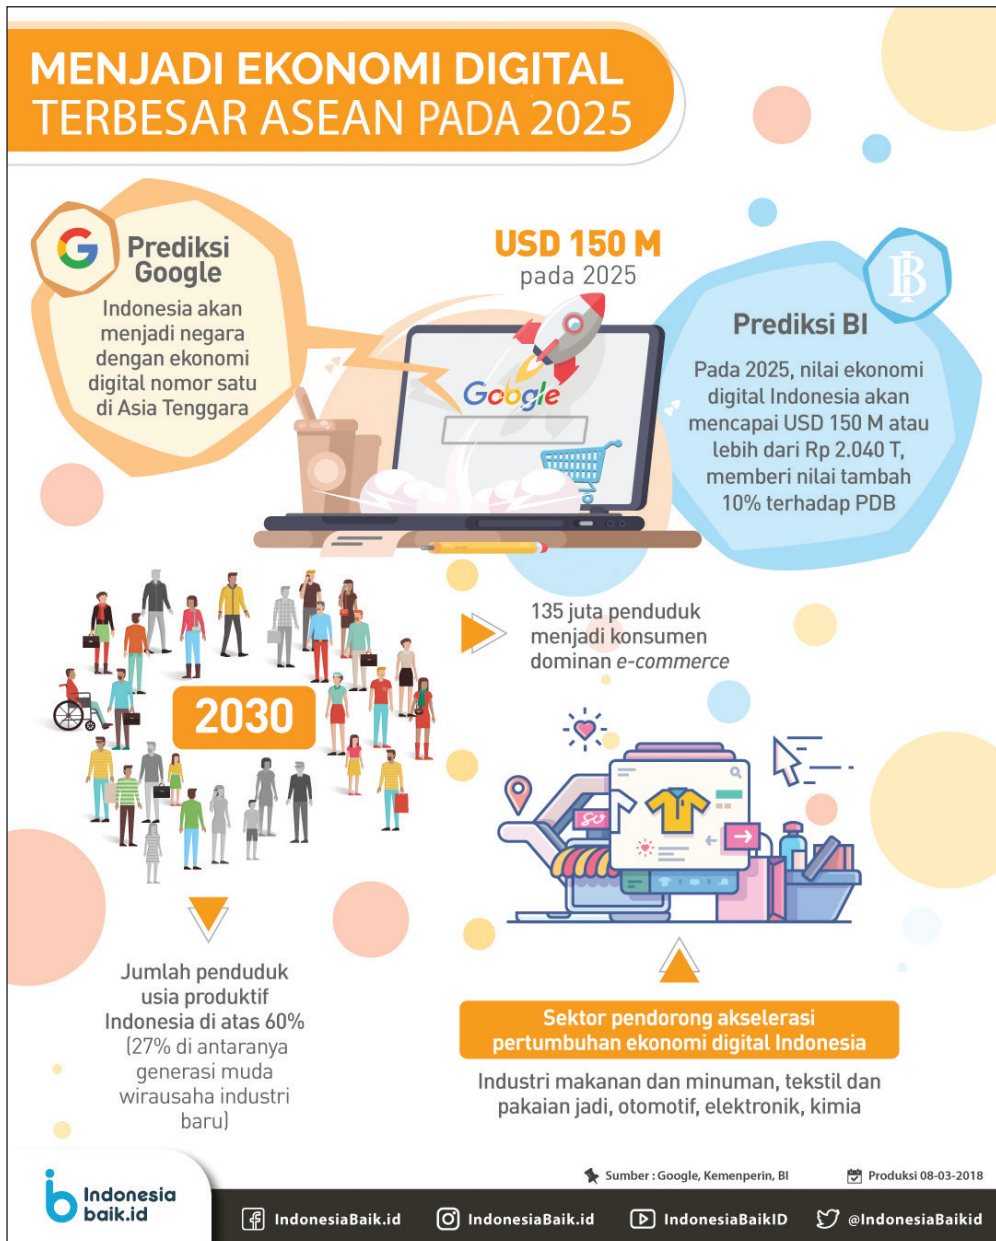 MENJADI EKONOMI DIGITAL
TERBESAR ASEAN PADA 2025
Prediksi
Google
Indonesia akan
menjadi negara
dengan ekonomi
digital nomor satu
di Asia Tenggara
USD 150 M
pada 2025
Gobgle
Prediksi BI
Pada 2025, nilai ekonomi
digital Indonesia akan
mencapai USD 150 M atau
lebih dari Rp 2.040 T,
memberi nilai tambah
10% terhadap PDB
2030
135 juta penduduk
menjadi konsumen
dominan e-commerce
Jumlah penduduk
usia produktif
Indonesia di atas 60%
(27% di antaranya
generasi muda
wirausaha industri
baru)
Sektor pendorong akselerasi
pertumbuhan ekonomi digital Indonesia
Industri makanan dan minuman, tekstil dan
pakaian jadi, otomotif, elektronik, kimia
Sumber : Google, Kemenperin, BI
Produksi 08-03-2018
Indonesia
baik.id
IndonesiaBaik.id
IndonesiaBaik.id
IndonesiaBaikID
@IndonesiaBaikid